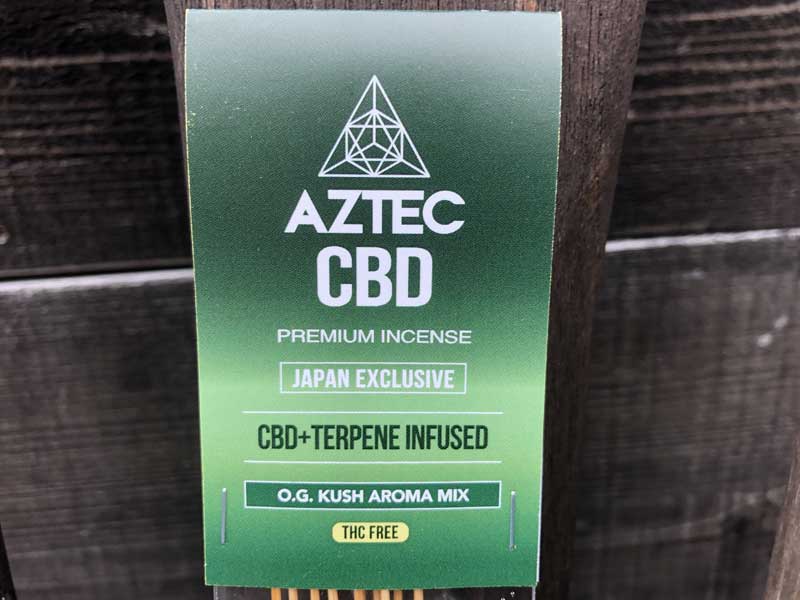 AZTEC
CBD
PREMIUM INCENSE
JAPAN EXCLUSIVE
CBD+TERPENE INFUSED
O.G. KUSH AROMA MIX
THC FREE